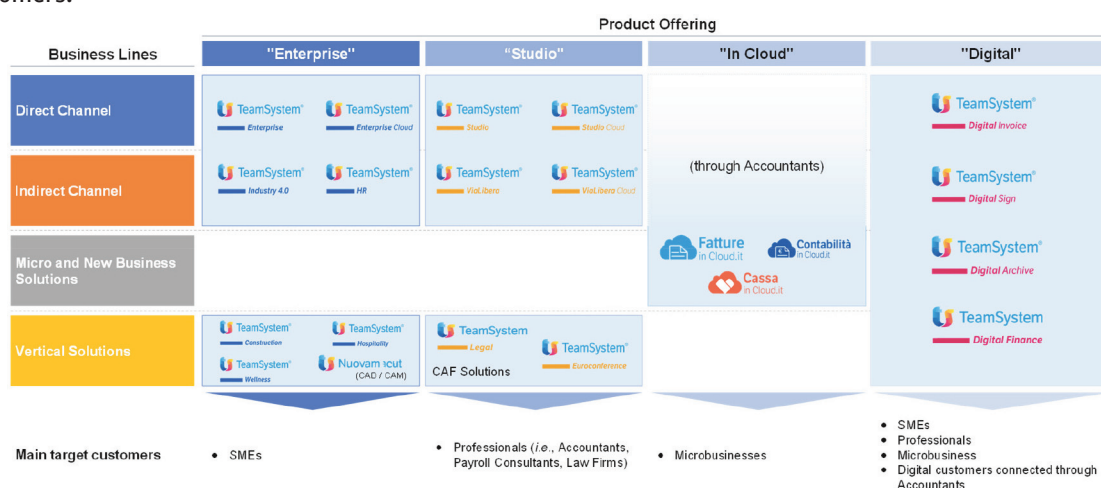 omers.
Product Offering
Business Lines
"Enterprise"
"Studio"
"In Cloud"
"Digital"
Direct Channel
TeamSystem®
Enterprise
TeamSystem®
Enterprise Cloud
TeamSystem®
Studio
TeamSystem®
Studio Cloud
TeamSystem®
Digital Invoice
Indirect Channel
TeamSystem®
Industry 4.0
TeamSystem®
HR
TeamSystem®
ViaLibera
TeamSystem®
ViaLibera Cloud
(through Accountants)
TeamSystem®
Digital Sign
Micro and New Business
Solutions
Fatture
in Cloud.it
Contabilità
in Cloud.it
Cassa
in Cloud.it
TeamSystem®
Digital Archive
Vertical Solutions
TeamSystem®
Construction
TeamSystem®
Hospitality
TeamSystem®
Wellness
(CAD / CAM)
TeamSystem
Legal
TeamSystem®
Euroconference
CAF Solutions
TeamSystem
Digital Finance
Main target customers
• SMEs
• Professionals (i.e., Accountants,
Payroll Consultants, Law Firms)
• Microbusinesses
• SMEs
• Professionals
• Microbusiness
• Digital customers connected through
Accountants